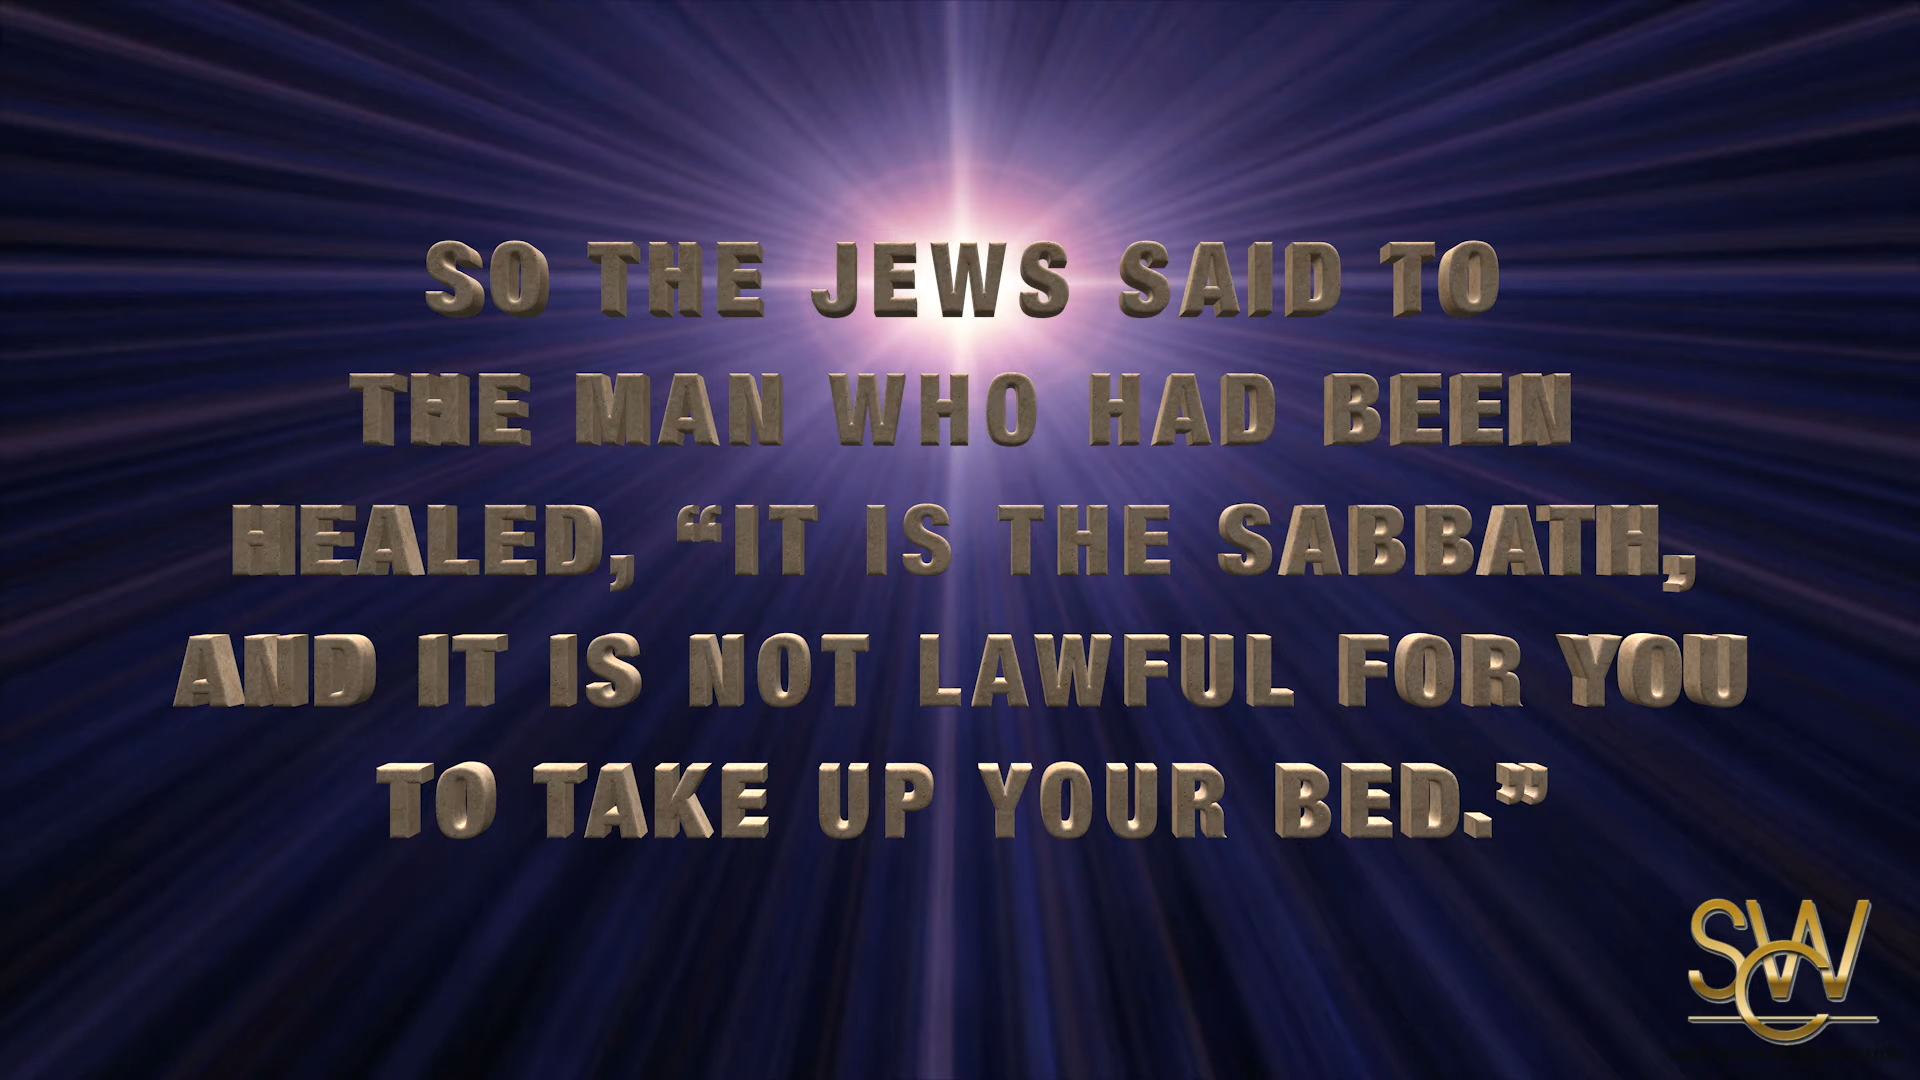 SO THE JEWS SAID TO
THE MAN WHO HAD BEEN
HEALED, “IT IS THE SABBATH,
AND IT IS NOT LAWFUL FOR YOU
TO TAKE UP YOUR BED.”
SCW